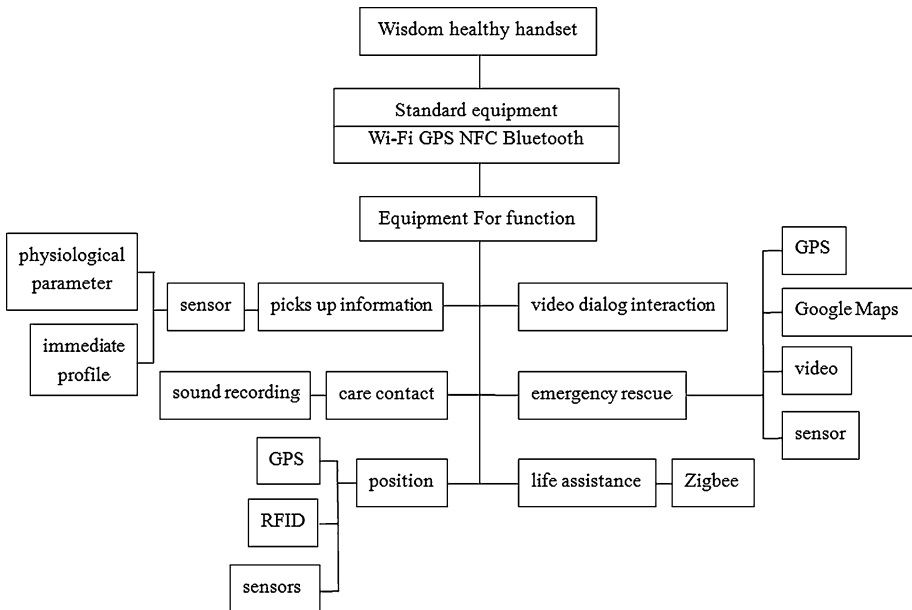 Wisdom healthy handset
Standard equipment
Wi-Fi GPS NFC Bluetooth
Equipment For function
physiological
parameter
immediate
profile
sensor
picks up information
video dialog interaction
GPS
Google Maps
video
sensor
sound recording
care contact
emergency rescue
GPS
RFID
sensors
position
life assistance
Zigbee